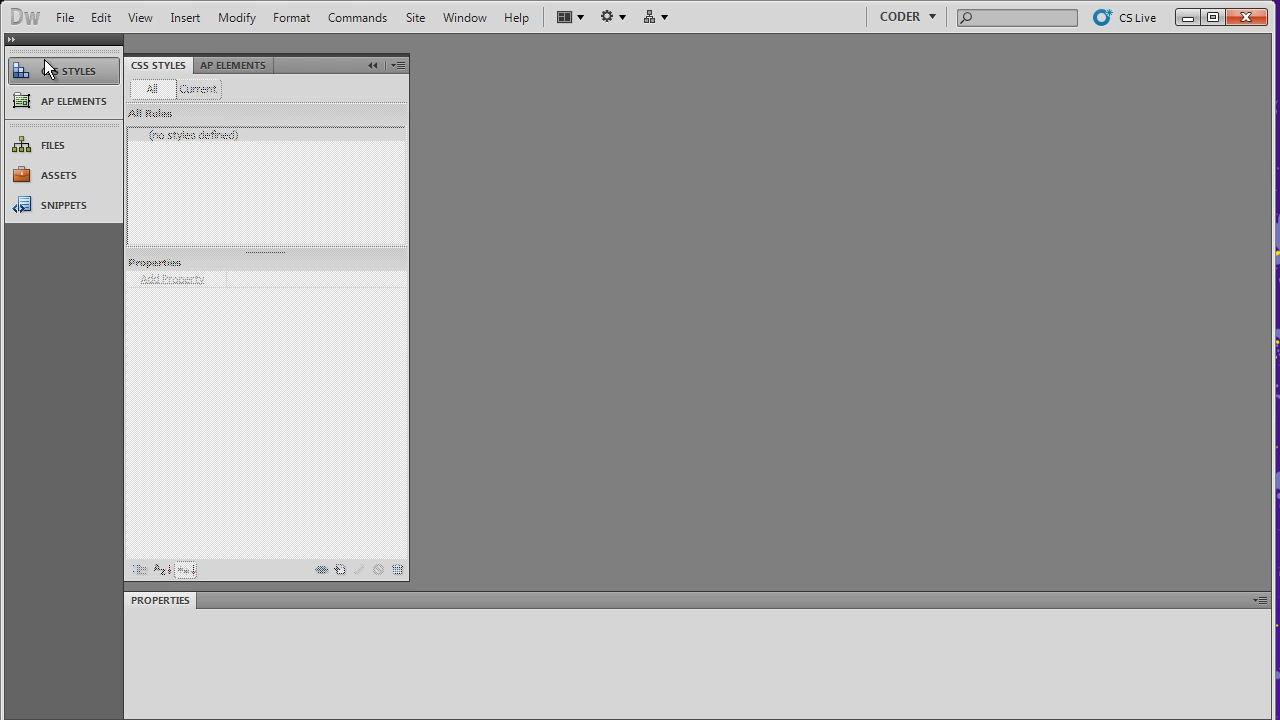 Dw File Edit View Insert Modify Format Commands Site Window Help CODER CS Live
CSS STYLES
AP ELEMENTS
FILES
ASSETS
SNIPPETS
CSS STYLES AP ELEMENTS
All Current
All Rules
(no styles defined)
Properties
Add Property
PROPERTIES